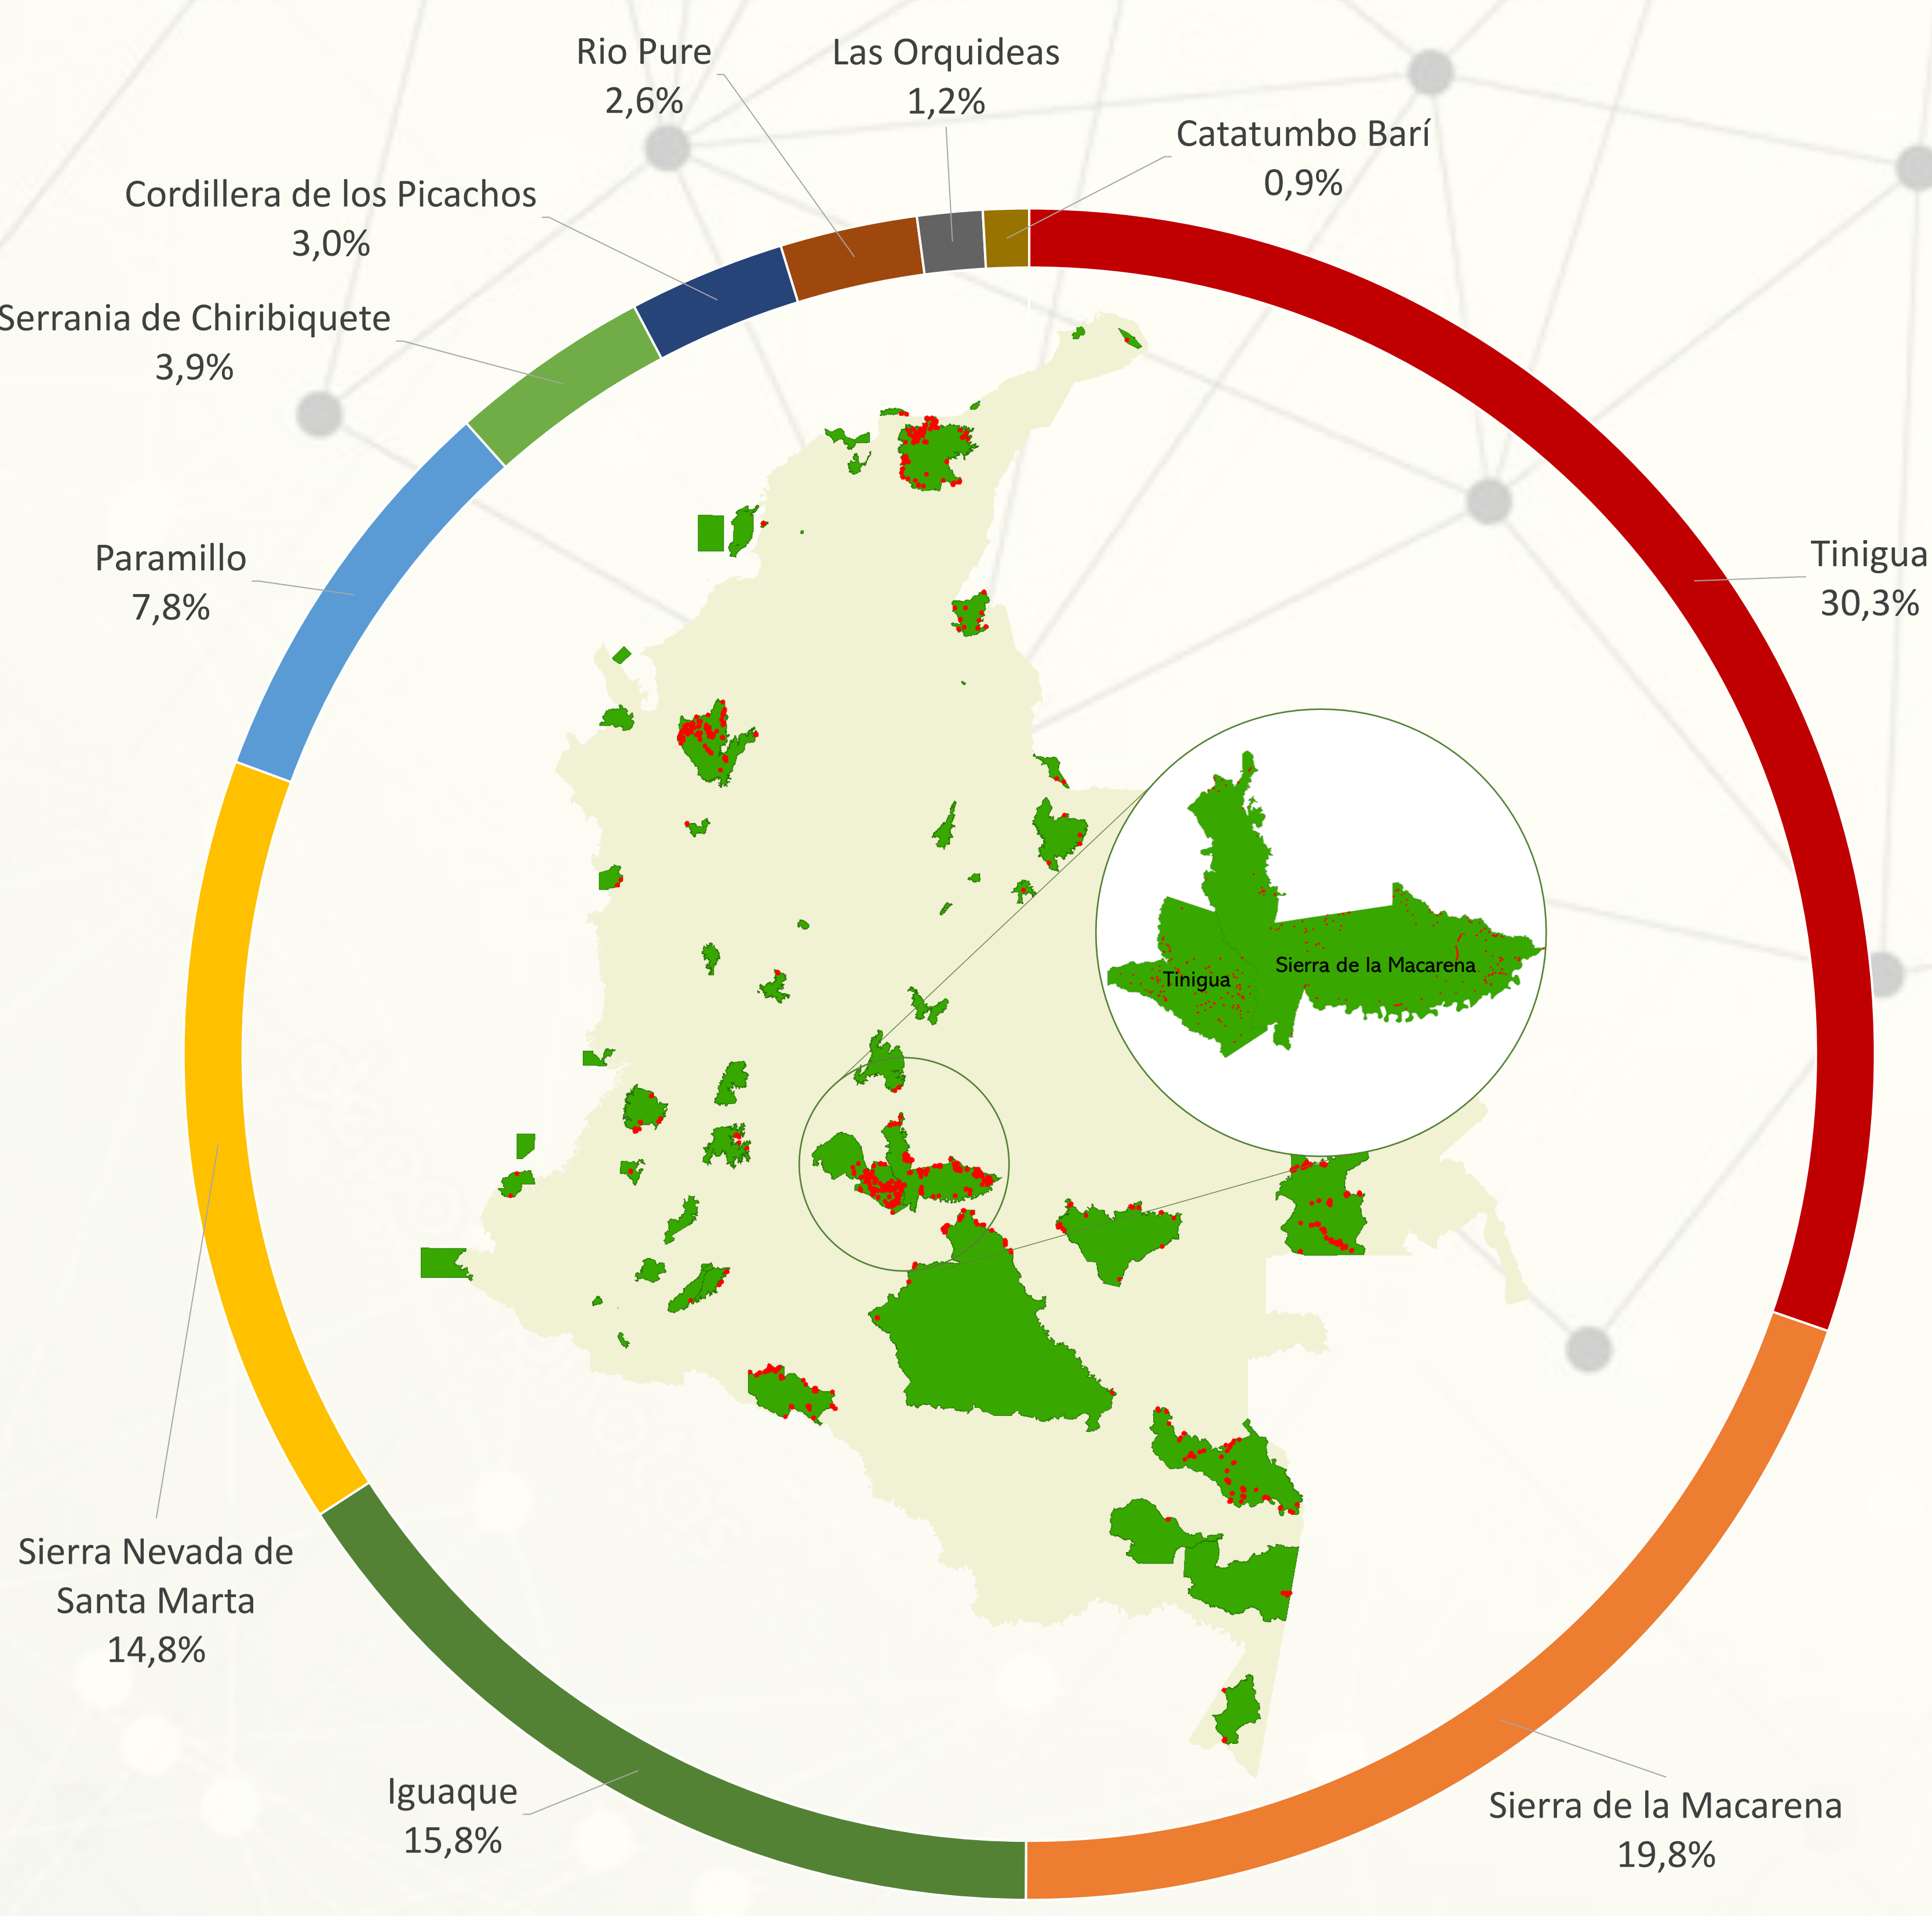 Rio Pure
2,6%
Las Orquideas
1,2%
Catatumbo Barí
0,9%
Cordillera de los Picachos
3,0%
Serrania de Chiribiquete
3,9%
Paramillo
7,8%
Tinigua
30,3%
Tinigua
Sierra de la Macarena
Sierra Nevada de
Santa Marta
14,8%
Iguaque
15,8%
Sierra de la Macarena
19,8%